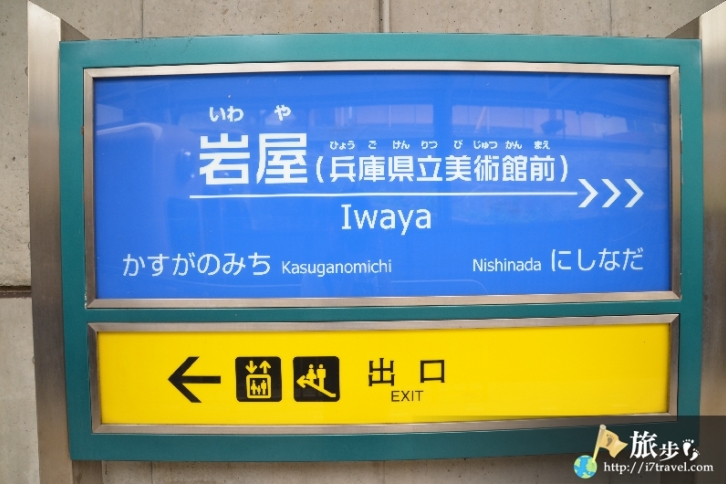 いわ や ひょう ご けん りつ び じゅつ かん まえ
岩屋(兵庫県立美術館前)
Iwaya
かすがのみち Kasuganomichi Nishinada にしなだ
出口
EXIT
旅步
http://i7travel.com